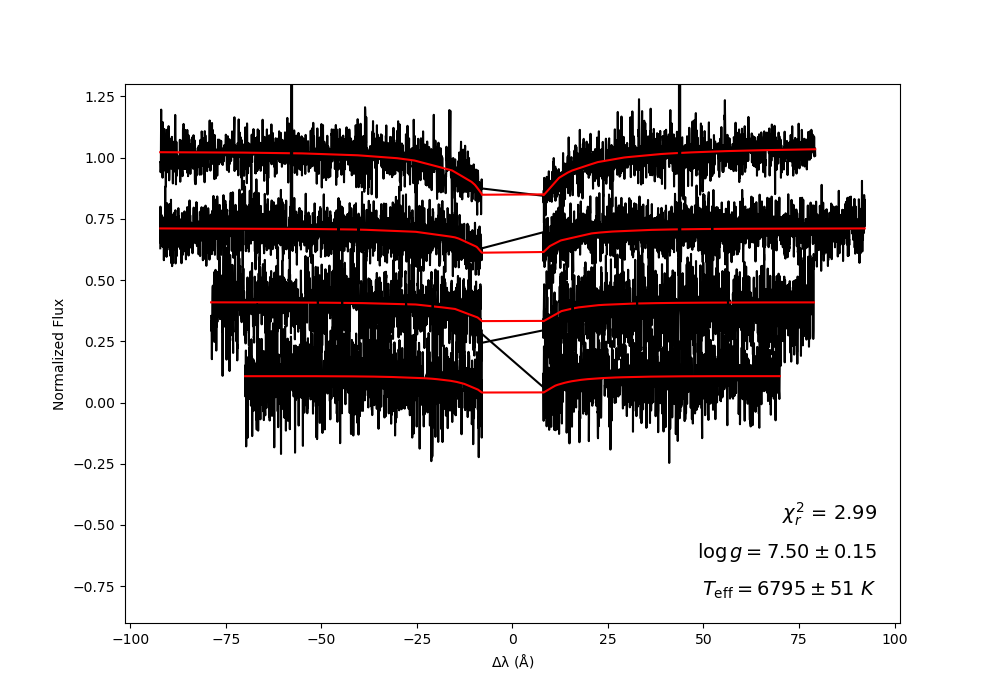 1.25
1.00
0.75
0.50
0.25
0.00
−0.25
−0.50
−0.75
Normalized Flux
χ²ᵣ = 2.99
log g = 7.50 ± 0.15
T_eff = 6795 ± 51 K
−100 −75 −50 −25 0 25 50 75 100
Δλ (Å)